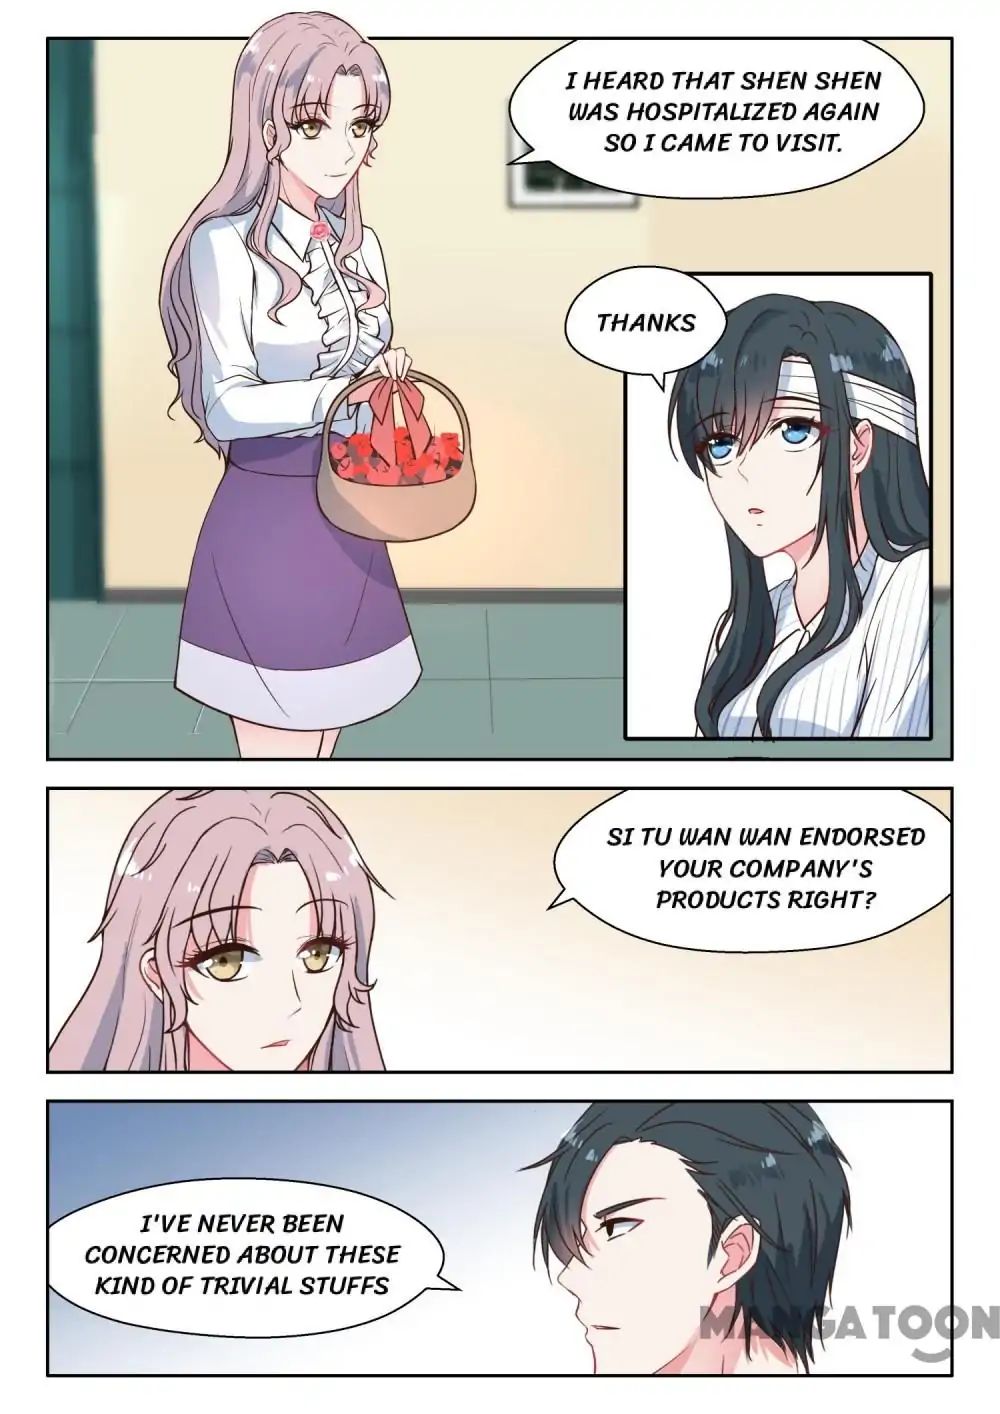 I HEARD THAT SHEN SHEN
WAS HOSPITALIZED AGAIN
SO I CAME TO VISIT.
THANKS
SI TU WAN WAN ENDORSED
YOUR COMPANY'S
PRODUCTS RIGHT?
I'VE NEVER BEEN
CONCERNED ABOUT THESE
KIND OF TRIVIAL STUFFS
MANGATOON